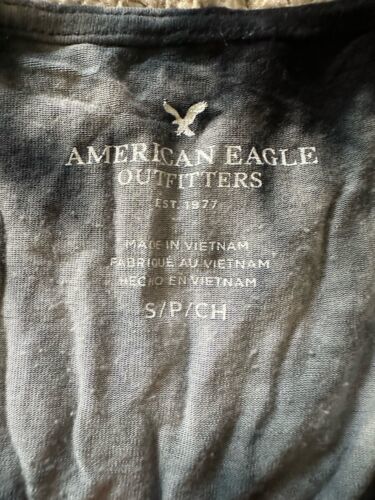 AMERICAN EAGLE
OUTFITTERS
EST. 1977
MADE IN VIETNAM
FABRIQUÉ AU VIETNAM
HECHO EN VIETNAM
S/P/CH